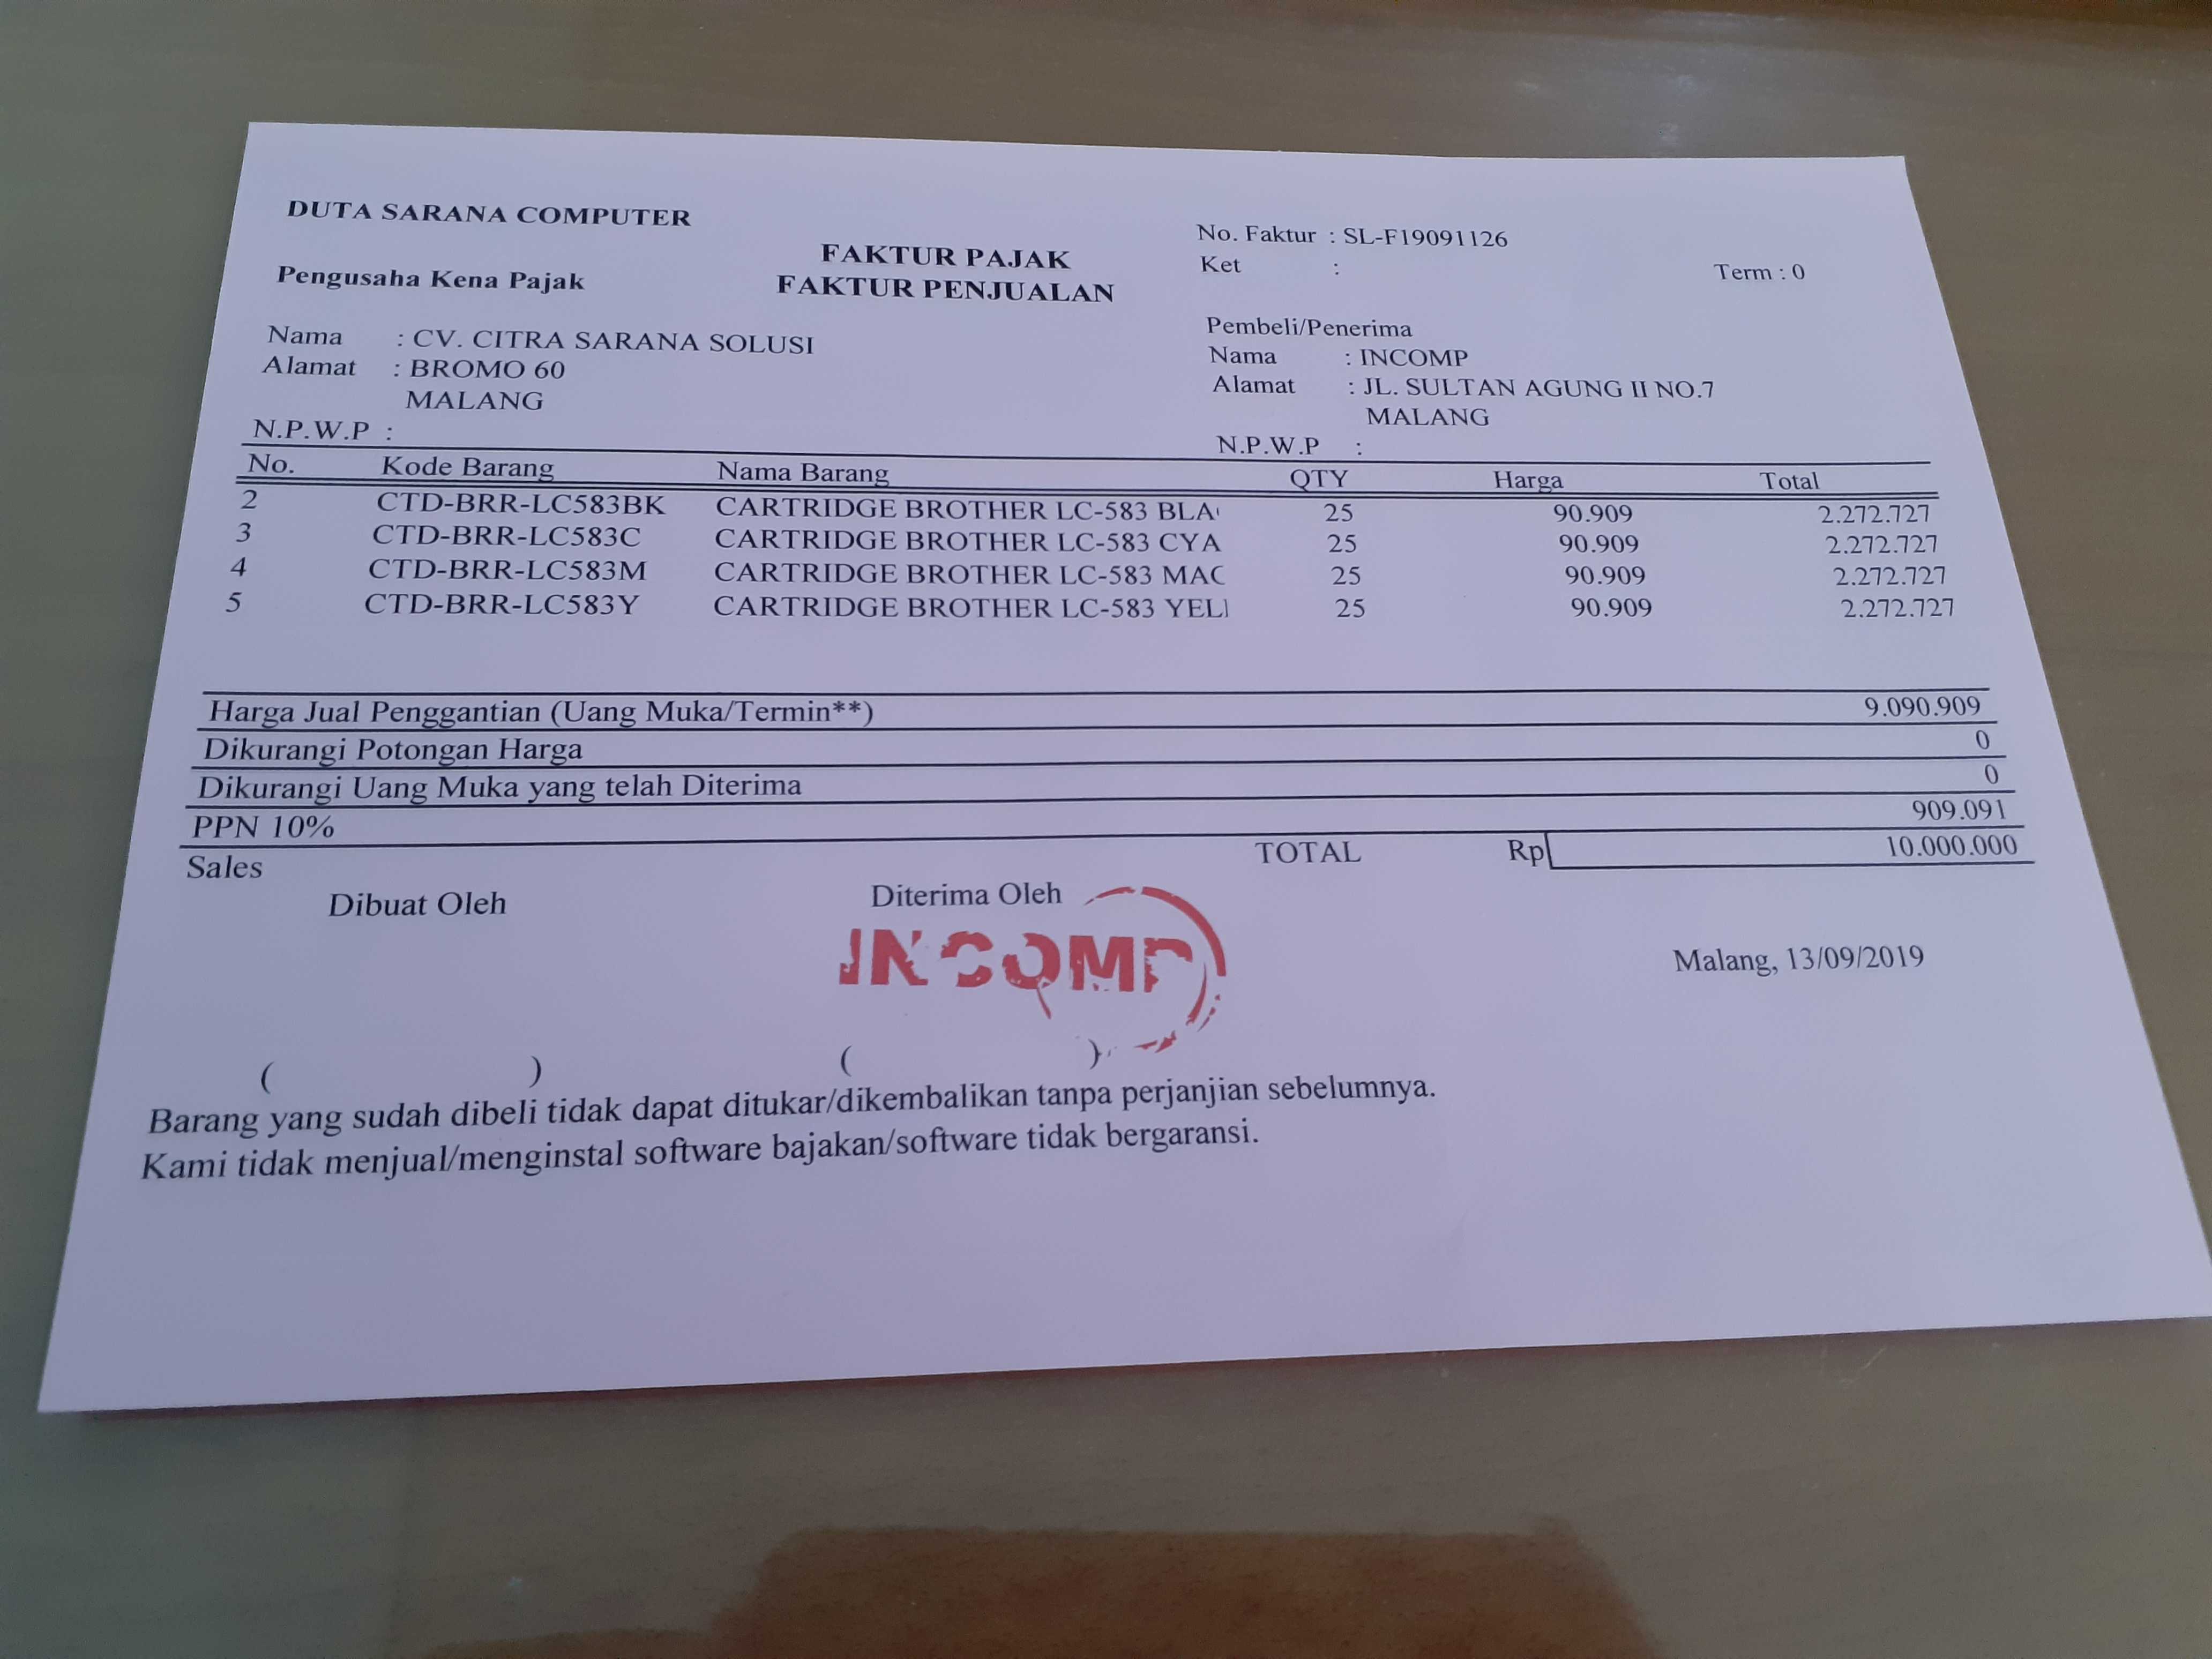 DUTA SARANA COMPUTER
FAKTUR PAJAK
FAKTUR PENJUALAN
No. Faktur : SL-F19091126
Ket :
Term : 0
Pengusaha Kena Pajak
Nama : CV. CITRA SARANA SOLUSI
Alamat : BROMO 60
MALANG
N.P.W.P :
Pembeli/Penerima
Nama : INCOMP
Alamat : JL. SULTAN AGUNG II NO.7
MALANG
N.P.W.P :
No. Kode Barang Nama Barang QTY Harga Total
2 CTD-BRR-LC583BK CARTRIDGE BROTHER LC-583 BLA 25 90.909 2.272.727
3 CTD-BRR-LC583C CARTRIDGE BROTHER LC-583 CYA 25 90.909 2.272.727
4 CTD-BRR-LC583M CARTRIDGE BROTHER LC-583 MAG 25 90.909 2.272.727
5 CTD-BRR-LC583Y CARTRIDGE BROTHER LC-583 YELL 25 90.909 2.272.727
Harga Jual Penggantian (Uang Muka/Termin**) 9.090.909
Dikurangi Potongan Harga 0
Dikurangi Uang Muka yang telah Diterima 0
PPN 10% 909.091
Sales TOTAL Rp 10.000.000
Dibuat Oleh Diterima Oleh
INCOMP
Malang, 13/09/2019
( ) ( )
Barang yang sudah dibeli tidak dapat ditukar/dikembalikan tanpa perjanjian sebelumnya.
Kami tidak menjual/menginstal software bajakan/software tidak bergaransi.